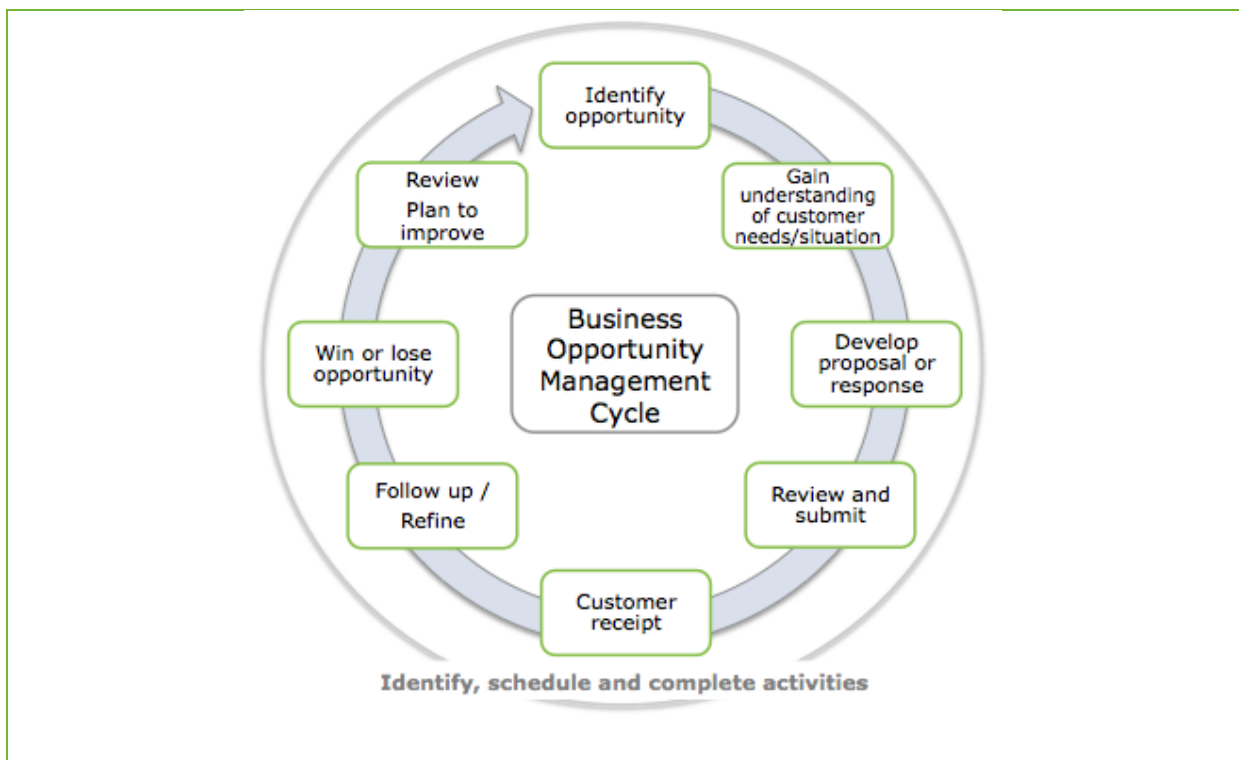 Identify
opportunity
Gain
understanding
of customer
needs/situation
Develop
proposal or
response
Review and
submit
Customer
receipt
Follow up /
Refine
Win or lose
opportunity
Review
Plan to
improve
Business
Opportunity
Management
Cycle
Identify, schedule and complete activities